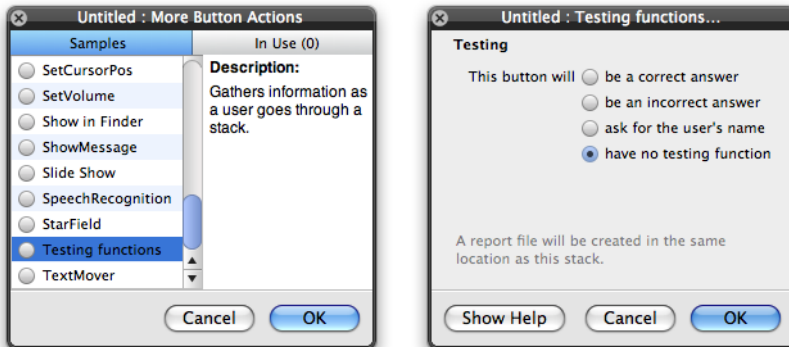 Untitled : More Button Actions
Samples
In Use (0)
SetCursorPos
SetVolume
Show in Finder
ShowMessage
Slide Show
SpeechRecognition
StarField
Testing functions
TextMover
Description:
Gathers information as
a user goes through a
stack.
Cancel
OK
Untitled : Testing functions...
Testing
This button will
be a correct answer
be an incorrect answer
ask for the user's name
have no testing function
A report file will be created in the same
location as this stack.
Show Help
Cancel
OK